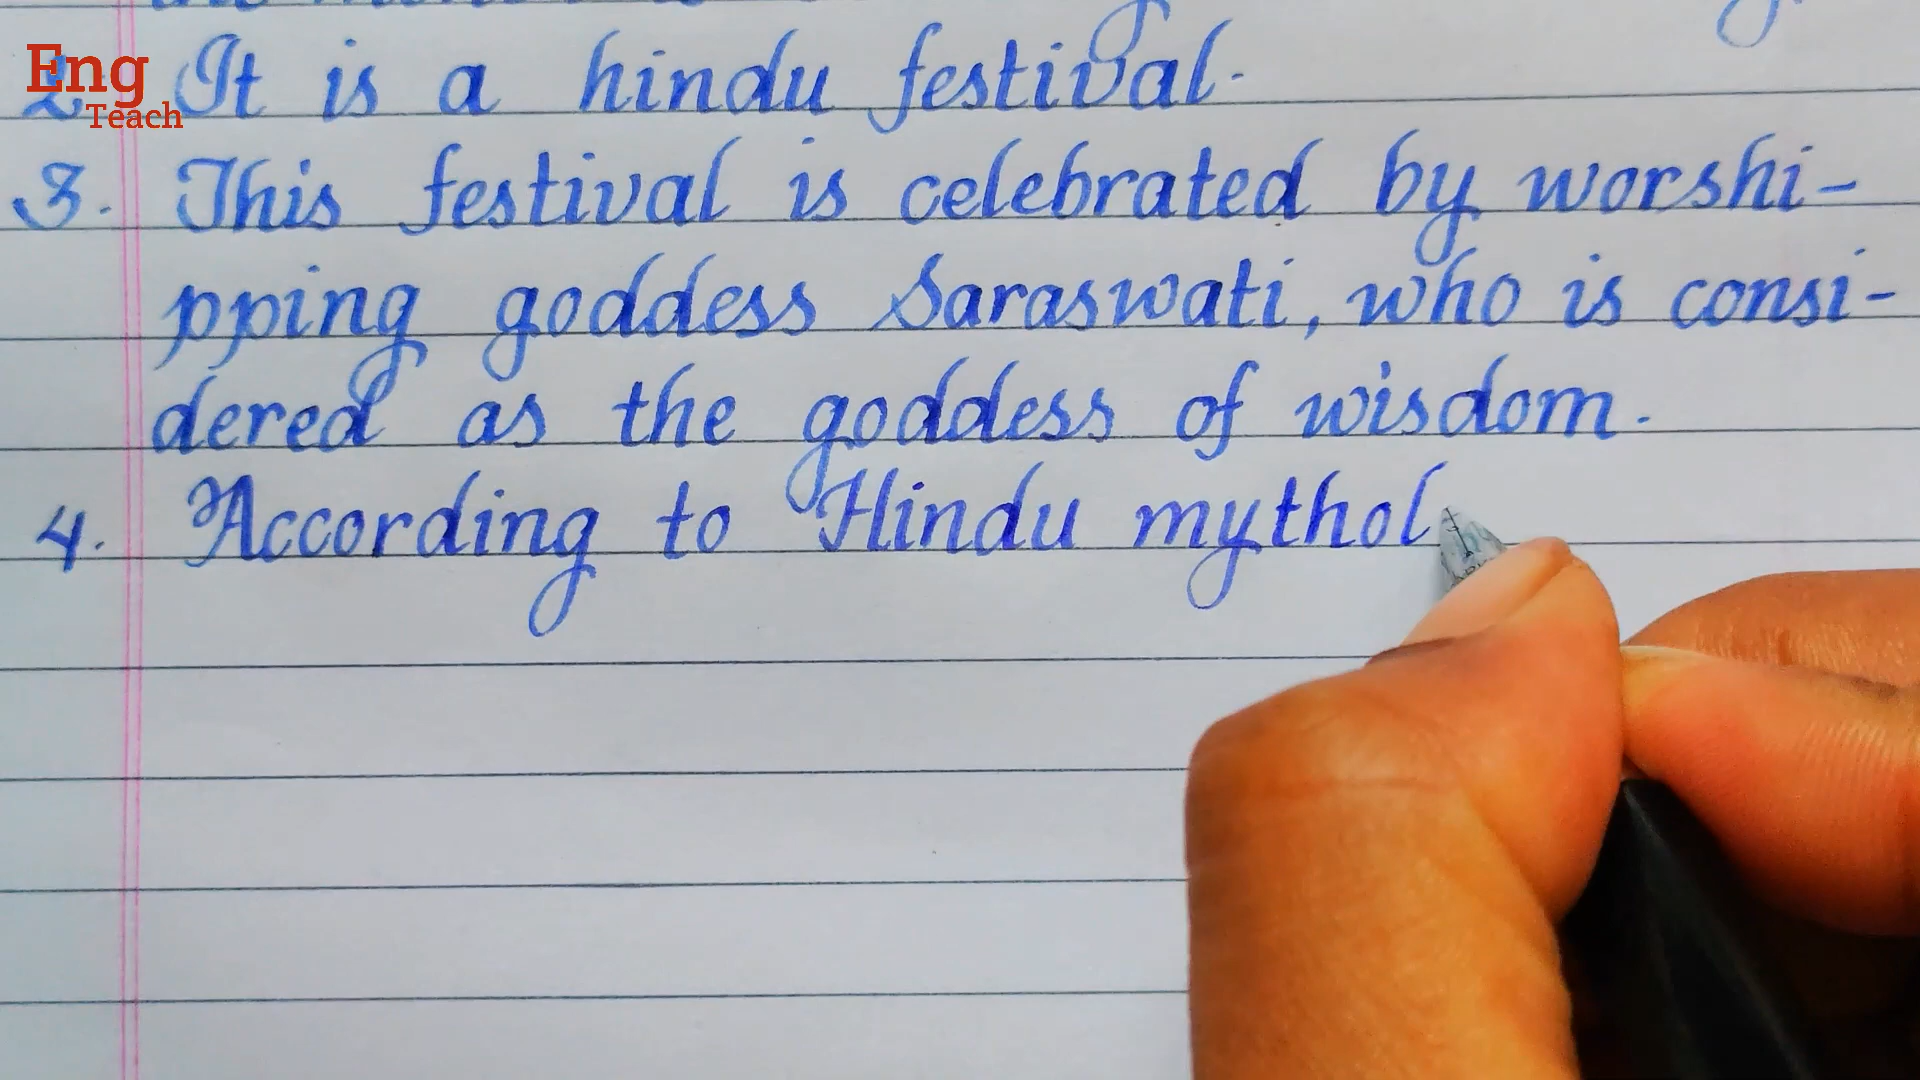 Eng
Teach
2. It is a hindu festival.
3. This festival is celebrated by worshi-
pping goddess Saraswati, who is consi-
dered as the goddess of wisdom.
4. According to Hindu mythol